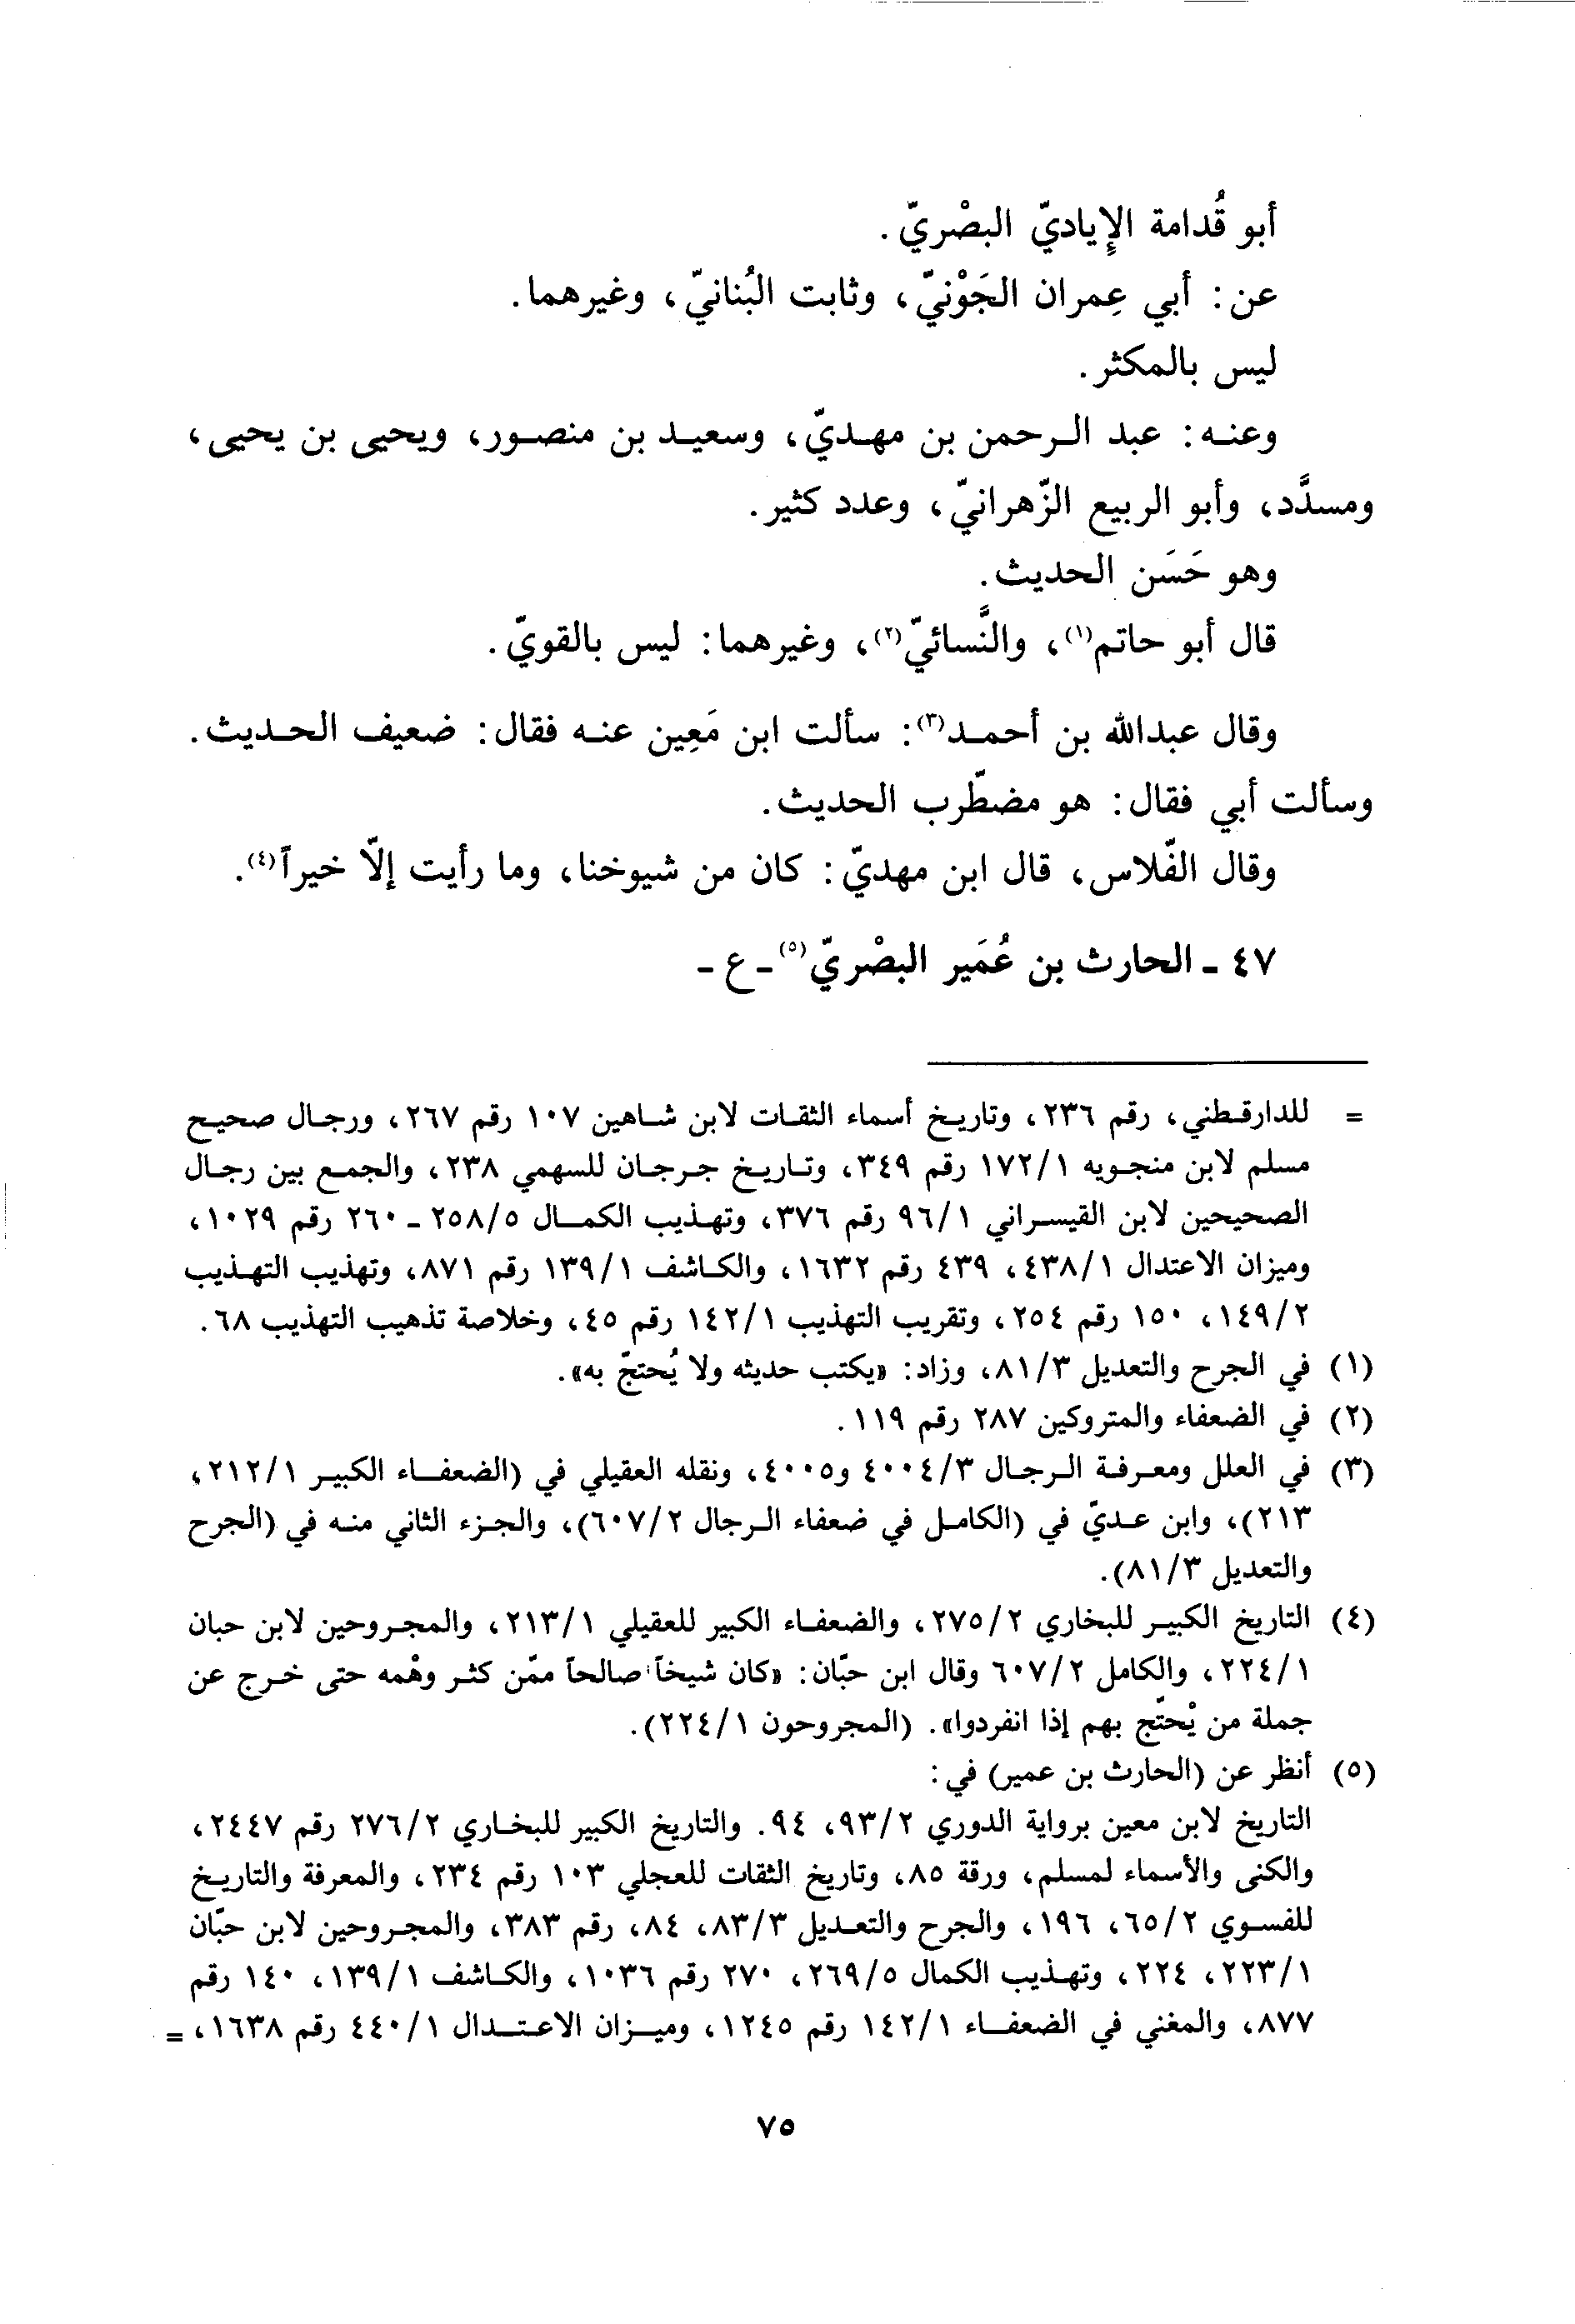 أبو قُدامة الإِياديّ البصْريّ.
عن: أبي عِمران الجَوْنيّ، وثابت البُنانيّ، وغيرهما.
ليس بالمكثر.
وعنه: عبد الرحمن بن مهديّ، وسعيد بن منصور، ويحيى بن يحيى،
ومسدَّد، وأبو الربيع الزّهرانيّ، وعدد كثير.
وهو حَسَن الحديث.
قال أبو حاتم(١)، والنَّسائيّ(٢)، وغيرهما: ليس بالقويّ.
وقال عبدالله بن أحمد(٣): سألت ابن مَعِين عنه فقال: ضعيف الحديث.
وسألت أبي فقال: هو مضطّرب الحديث.
وقال الفّلاس، قال ابن مهديّ: كان من شيوخنا، وما رأيت إلّا خيراً(٤).
٤٧ - الحارث بن عُمَير البصْريّ(٥) - ع -
= للدارقطني، رقم ٢٣٦، وتاريخ أسماء الثقات لابن شاهين ١٠٧ رقم ٢٦٧، ورجال صحيح
مسلم لابن منجويه ١٧٢/١ رقم ٣٤٩، وتاريخ جرجان للسهمي ٢٣٨، والجمع بين رجال
الصحيحين لابن القيسراني ٩٦/١ رقم ٣٧٦، وتهذيب الكمال ٢٥٨/٥ - ٢٦٠ رقم ١٠٢٩،
وميزان الاعتدال ٤٣٨/١، ٤٣٩ رقم ١٦٣٢، والكاشف ١٣٩/١ رقم ٨٧١، وتهذيب التهذيب
١٤٩/٢، ١٥٠ رقم ٢٥٤، وتقريب التهذيب ١٤٢/١ رقم ٤٥، وخلاصة تذهيب التهذيب ٦٨.
(١) في الجرح والتعديل ٨١/٣، وزاد: «يكتب حديثه ولا يُحتجّ به».
(٢) في الضعفاء والمتروكين ٢٨٧ رقم ١١٩.
(٣) في العلل ومعرفة الرجال ٤٠٠٤/٣ و٤٠٠٥، ونقله العقيلي في (الضعفاء الكبير ٢١٢/١،
٢١٣)، وابن عديّ في (الكامل في ضعفاء الرجال ٦٠٧/٢)، والجزء الثاني منه في (الجرح
والتعديل ٨١/٣).
(٤) التاريخ الكبير للبخاري ٢٧٥/٢، والضعفاء الكبير للعقيلي ٢١٣/١، والمجروحين لابن حبان
٢٢٤/١، والكامل ٦٠٧/٢ وقال ابن حبّان: «كان شيخاً صالحاً ممّن كثر وهْمه حتى خرج عن
جملة من يْحتّج بهم إذا انفردوا». (المجروحون ٢٢٤/١).
(٥) أنظر عن (الحارث بن عمير) في:
التاريخ لابن معين برواية الدوري ٩٣/٢، ٩٤. والتاريخ الكبير للبخاري ٢٧٦/٢ رقم ٢٤٤٧،
والكنى والأسماء لمسلم، ورقة ٨٥، وتاريخ الثقات للعجلي ١٠٣ رقم ٢٣٤، والمعرفة والتاريخ
للفسوي ٦٥/٢، ١٩٦، والجرح والتعديل ٨٣/٣، ٨٤، رقم ٣٨٣، والمجروحين لابن حبّان
٢٢٣/١، ٢٢٤، وتهذيب الكمال ٢٦٩/٥، ٢٧٠ رقم ١٠٣٦، والكاشف ١٣٩/١، ١٤٠ رقم
٨٧٧، والمغني في الضعفاء ١٤٢/١ رقم ١٢٤٥، وميزان الاعتدال ٤٤٠/١ رقم ١٦٣٨، =
٧٥